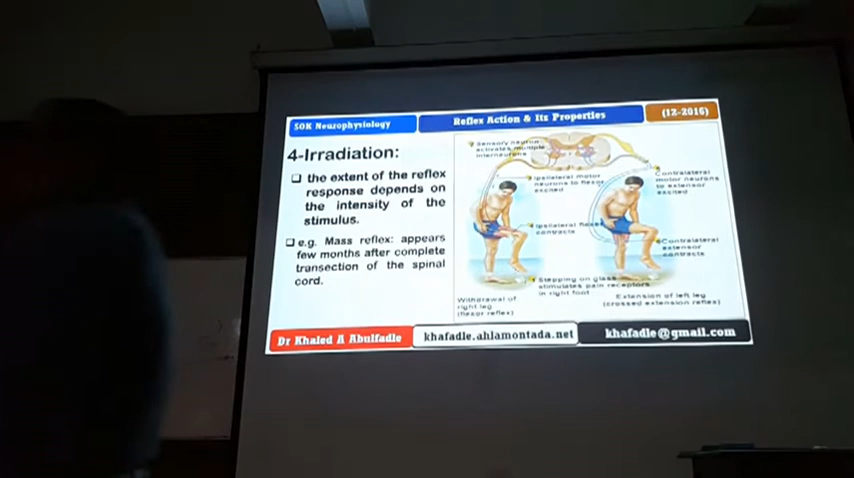 SOK Neurophysiology
Reflex Action & Its Properties
(12-2016)
4-Irradiation:
❑ the extent of the reflex
response depends on
the intensity of the
stimulus.
❑ e.g. Mass reflex: appears
few months after complete
transection of the spinal
cord.
Sensory neuron
activates multiple
interneurons
Ipsilateral motor
neurons to flexor
excited
Contralateral
motor neurons
to extensor
excited
Ipsilateral flexor
contracts
Contralateral
extensor
contracts
Stepping on glass
stimulates pain receptors
in right foot
Withdrawal of
right leg
(flexor reflex)
Extension of left leg
(crossed extension reflex)
Dr Khaled A Abulfadle
khafadle.ahlamontada.net
khafadle@gmail.com